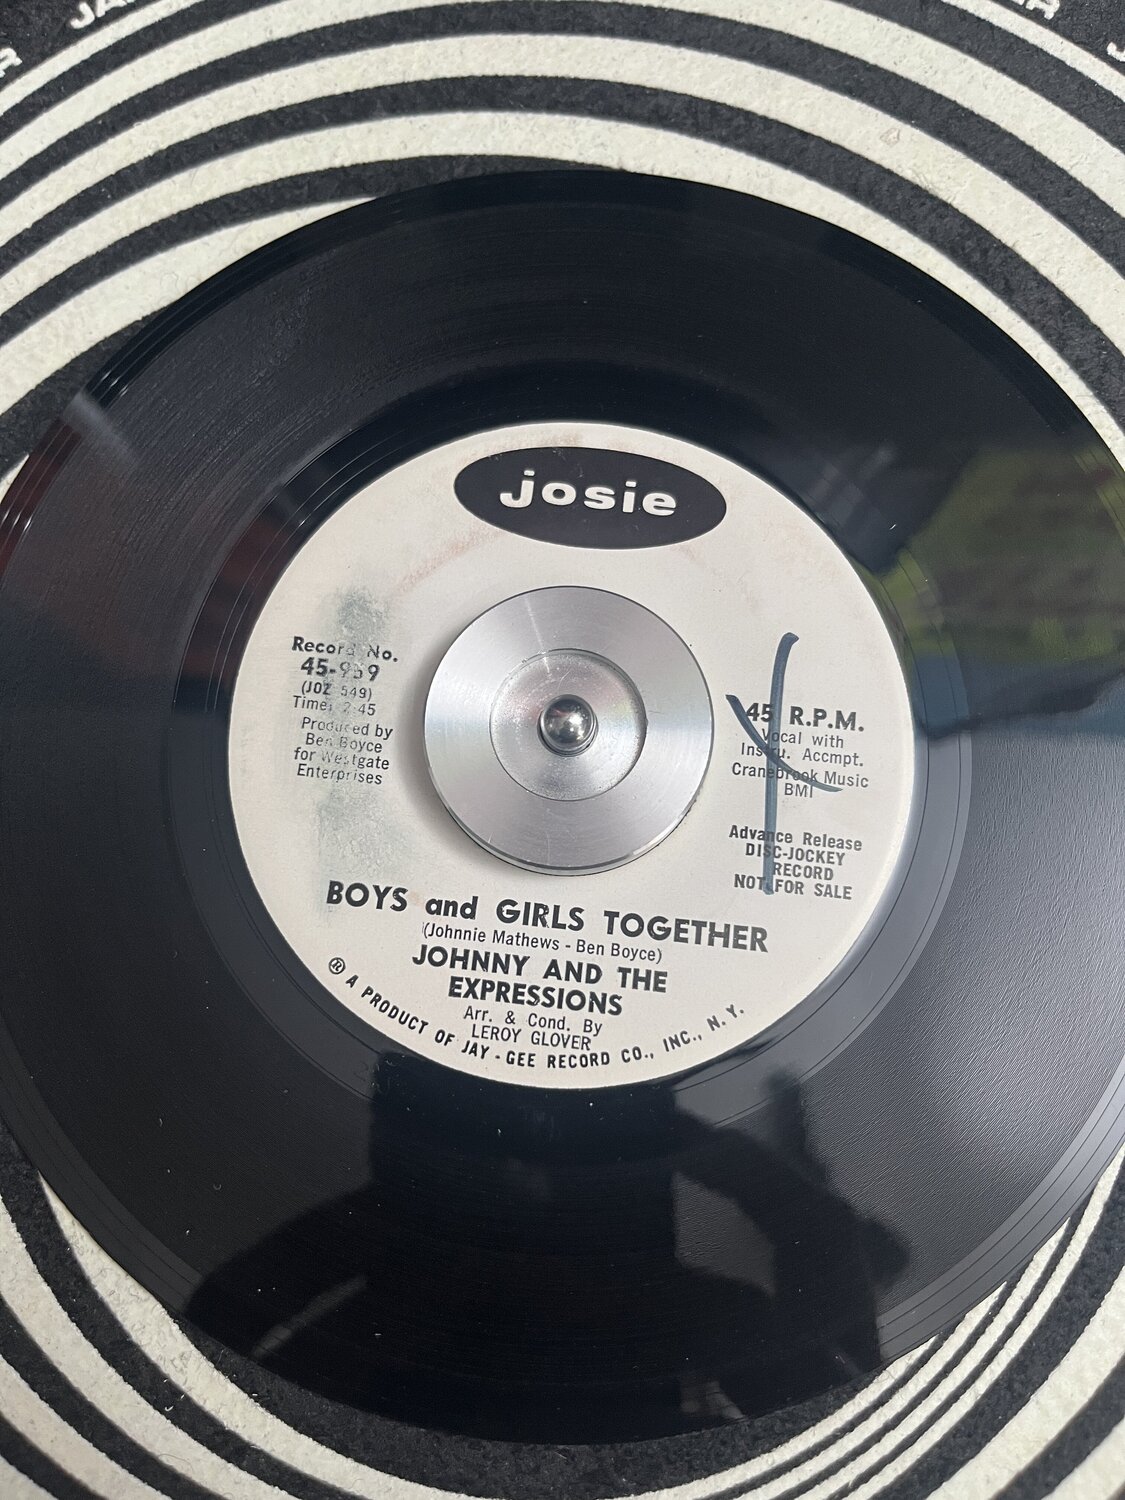 josie
Record No.
45-959
(JOZ 549)
Time: 2:45
Produced by
Ben Boyce
for Westgate
Enterprises
45 R.P.M.
Vocal with
Instru. Accmpt.
Cranebrook Music
BMI
Advance Release
DISC-JOCKEY
RECORD
NOT FOR SALE
BOYS and GIRLS TOGETHER
(Johnnie Mathews - Ben Boyce)
JOHNNY AND THE
EXPRESSIONS
Arr. & Cond. By
LEROY GLOVER
® A PRODUCT OF JAY-GEE RECORD CO., INC., N. Y.